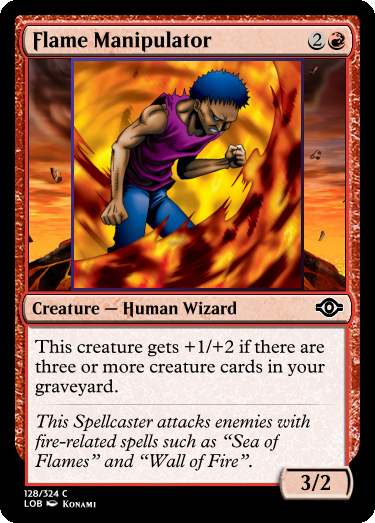 Flame Manipulator 2
Creature — Human Wizard
This creature gets +1/+2 if there are
three or more creature cards in your
graveyard.
This Spellcaster attacks enemies with
fire-related spells such as “Sea of
Flames” and “Wall of Fire”.
3/2
128/324 C
LOB Konami